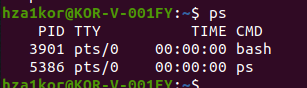 hza1kor@KOR-V-001FY:~$ ps
PID TTY TIME CMD
3901 pts/0 00:00:00 bash
5386 pts/0 00:00:00 ps
hza1kor@KOR-V-001FY:~$